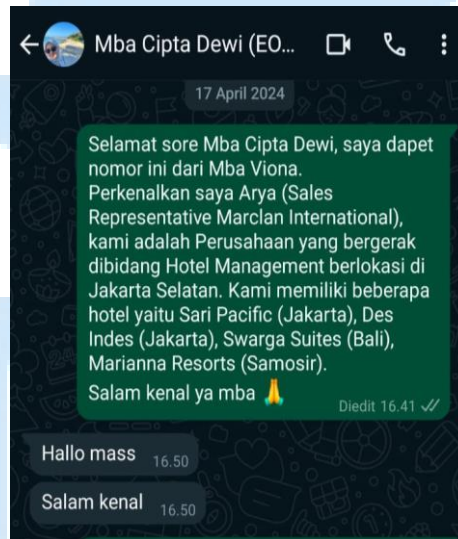 Mba Cipta Dewi (EO...
17 April 2024
Selamat sore Mba Cipta Dewi, saya dapet
nomor ini dari Mba Viona.
Perkenalkan saya Arya (Sales
Representative Marclan International),
kami adalah Perusahaan yang bergerak
dibidang Hotel Management berlokasi di
Jakarta Selatan. Kami memiliki beberapa
hotel yaitu Sari Pacific (Jakarta), Des
Indes (Jakarta), Swarga Suites (Bali),
Marianna Resorts (Samosir).
Salam kenal ya mba 🙏
Diedit 16.41
Hallo mass 16.50
Salam kenal 16.50